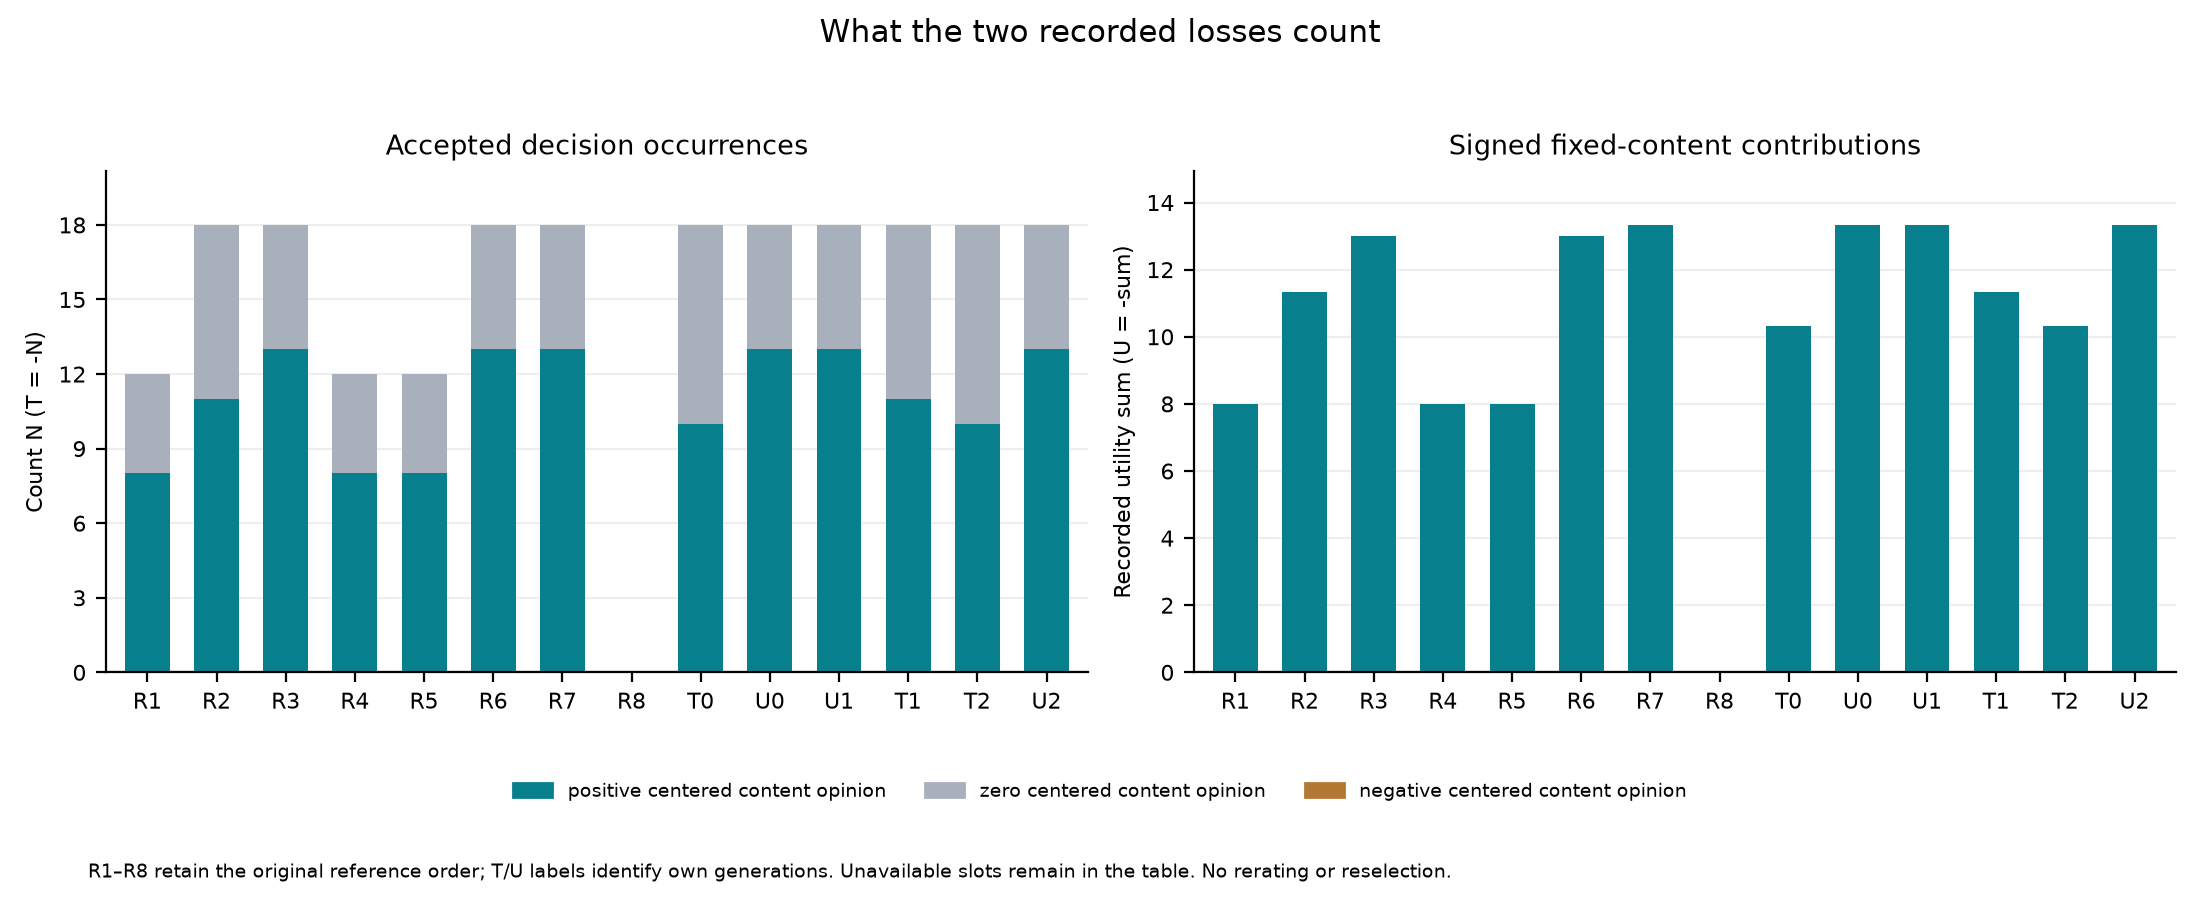 What the two recorded losses count
Accepted decision occurrences
Count N (T = -N)
18
15
12
9
6
3
0
R1 R2 R3 R4 R5 R6 R7 R8 T0 U0 U1 T1 T2 U2
Signed fixed-content contributions
Recorded utility sum (U = -sum)
14
12
10
8
6
4
2
0
R1 R2 R3 R4 R5 R6 R7 R8 T0 U0 U1 T1 T2 U2
positive centered content opinion
zero centered content opinion
negative centered content opinion
R1–R8 retain the original reference order; T/U labels identify own generations. Unavailable slots remain in the table. No rerating or reselection.